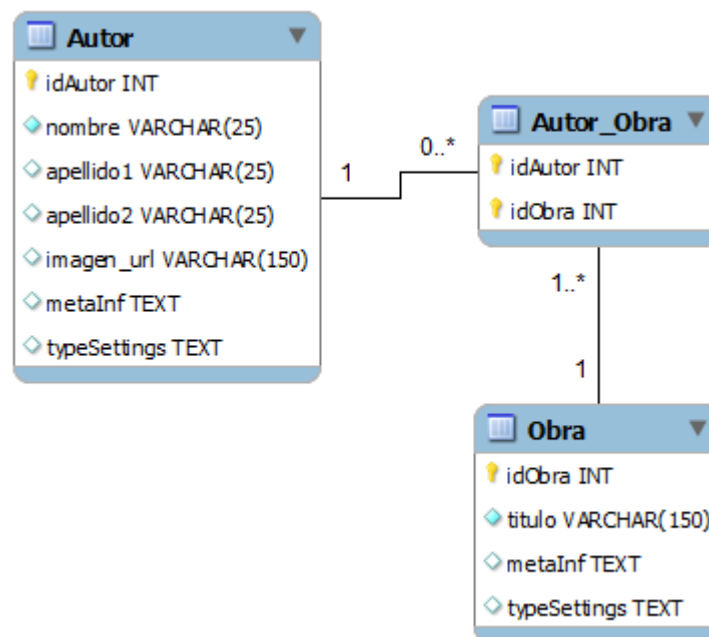 Autor
idAutor INT
nombre VARCHAR(25)
apellido1 VARCHAR(25)
apellido2 VARCHAR(25)
imagen_url VARCHAR(150)
metaInf TEXT
typeSettings TEXT
1
0..*
Autor_Obra
idAutor INT
idObra INT
1..*
1
Obra
idObra INT
titulo VARCHAR(150)
metaInf TEXT
typeSettings TEXT